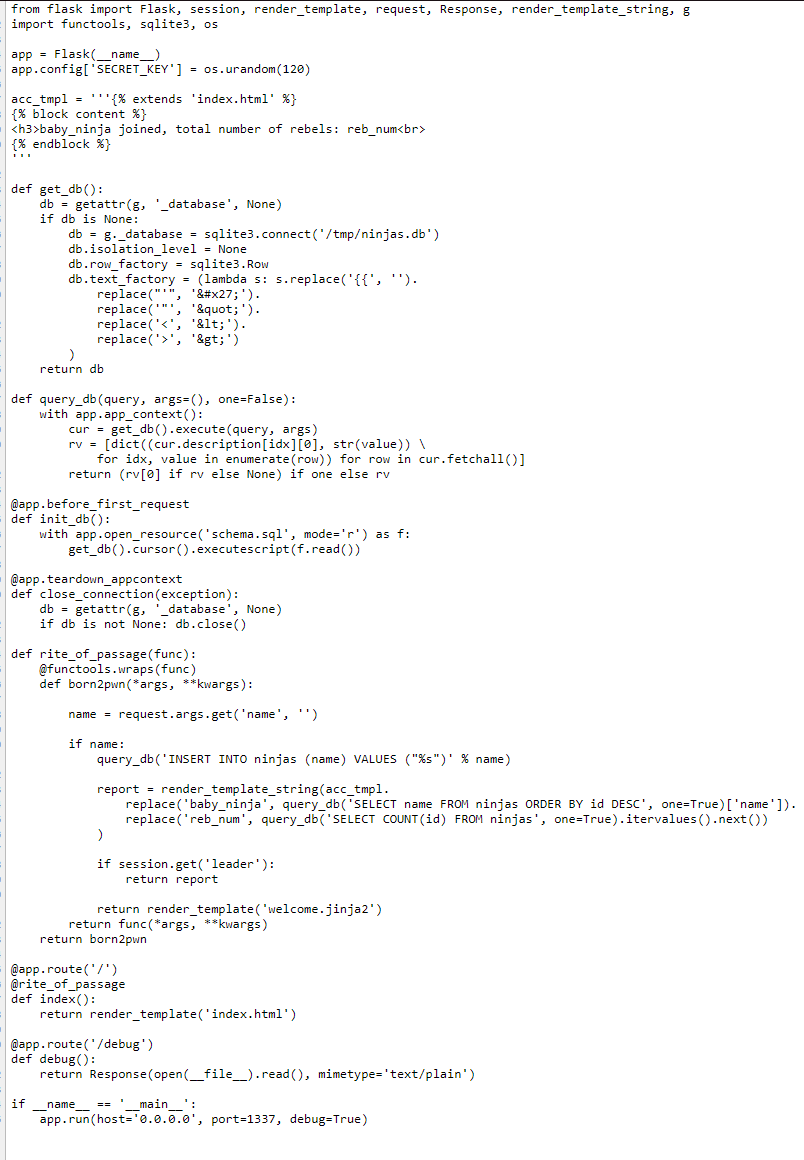 from flask import Flask, session, render_template, request, Response, render_template_string, g
import functools, sqlite3, os

app = Flask(__name__)
app.config['SECRET_KEY'] = os.urandom(120)

acc_tmpl = '''{% extends 'index.html' %}
{% block content %}
<h3>baby_ninja joined, total number of rebels: reb_num<br>
{% endblock %}
'''

def get_db():
    db = getattr(g, '_database', None)
    if db is None:
        db = g._database = sqlite3.connect('/tmp/ninjas.db')
        db.isolation_level = None
        db.row_factory = sqlite3.Row
        db.text_factory = (lambda s: s.replace('{{', '').
            replace("'", '&#x27;').
            replace('"', '&quot;').
            replace('<', '&lt;').
            replace('>', '&gt;')
        )
    return db

def query_db(query, args=(), one=False):
    with app.app_context():
        cur = get_db().execute(query, args)
        rv = [dict((cur.description[idx][0], str(value)) \
            for idx, value in enumerate(row)) for row in cur.fetchall()]
        return (rv[0] if rv else None) if one else rv

@app.before_first_request
def init_db():
    with app.open_resource('schema.sql', mode='r') as f:
        get_db().cursor().executescript(f.read())

@app.teardown_appcontext
def close_connection(exception):
    db = getattr(g, '_database', None)
    if db is not None: db.close()

def rite_of_passage(func):
    @functools.wraps(func)
    def born2pwn(*args, **kwargs):

        name = request.args.get('name', '')

        if name:
            query_db('INSERT INTO ninjas (name) VALUES ("%s")' % name)

            report = render_template_string(acc_tmpl.
                replace('baby_ninja', query_db('SELECT name FROM ninjas ORDER BY id DESC', one=True)['name']).
                replace('reb_num', query_db('SELECT COUNT(id) FROM ninjas', one=True).itervalues().next())
            )

            if session.get('leader'):
                return report

            return render_template('welcome.jinja2')
        return func(*args, **kwargs)
    return born2pwn

@app.route('/')
@rite_of_passage
def index():
    return render_template('index.html')

@app.route('/debug')
def debug():
    return Response(open(__file__).read(), mimetype='text/plain')

if __name__ == '__main__':
    app.run(host='0.0.0.0', port=1337, debug=True)